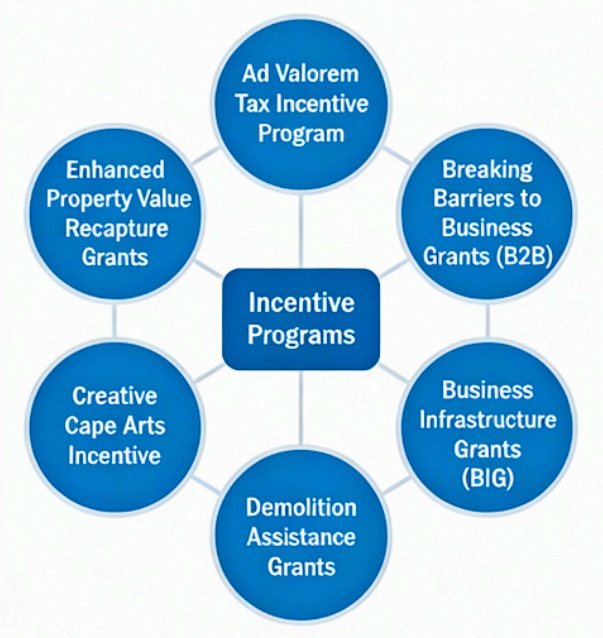 Ad Valorem
Tax Incentive
Program
Breaking
Barriers to
Business
Grants (B2B)
Business
Infrastructure
Grants
(BIG)
Demolition
Assistance
Grants
Creative
Cape Arts
Incentive
Enhanced
Property Value
Recapture
Grants
Incentive
Programs